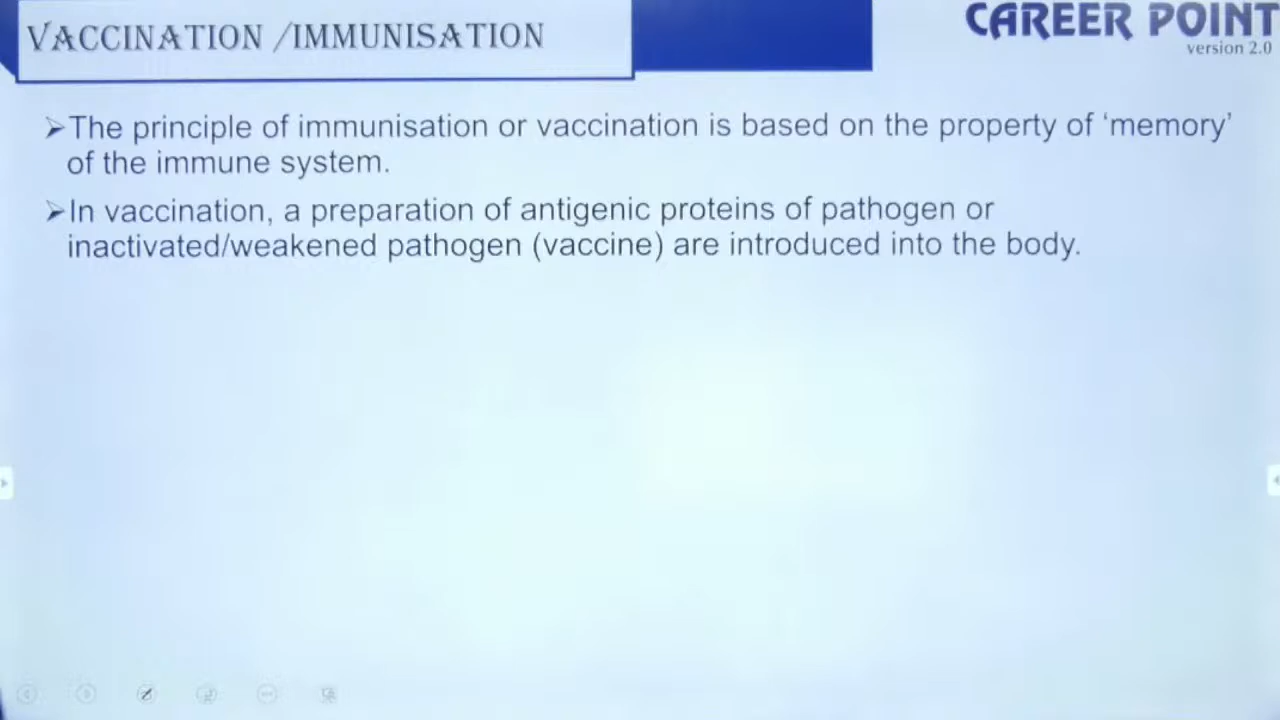 VACCINATION /IMMUNISATION
CAREER POINT
version 2.0
➢The principle of immunisation or vaccination is based on the property of ‘memory’
of the immune system.
➢In vaccination, a preparation of antigenic proteins of pathogen or
inactivated/weakened pathogen (vaccine) are introduced into the body.